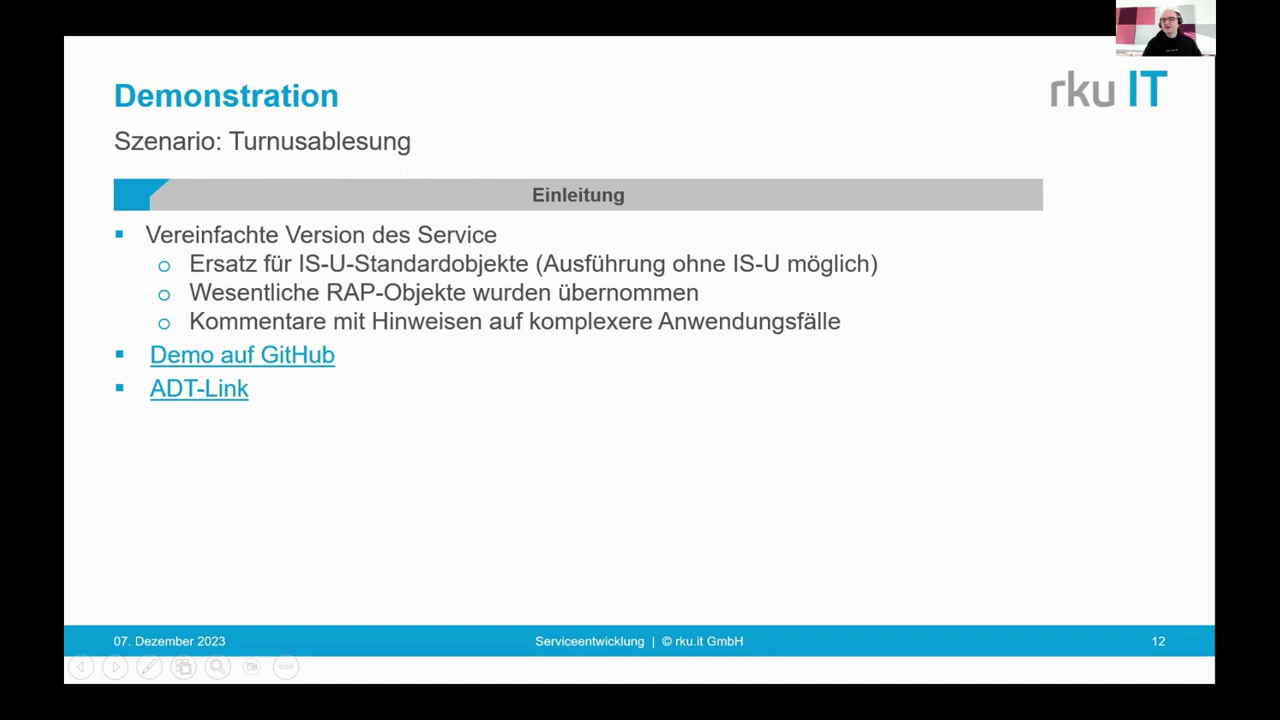 Demonstration
rku IT
Szenario: Turnusablesung
Einleitung
Vereinfachte Version des Service
Ersatz für IS-U-Standardobjekte (Ausführung ohne IS-U möglich)
Wesentliche RAP-Objekte wurden übernommen
Kommentare mit Hinweisen auf komplexere Anwendungsfälle
Demo auf GitHub
ADT-Link
07. Dezember 2023
Serviceentwicklung | © rku.it GmbH
12